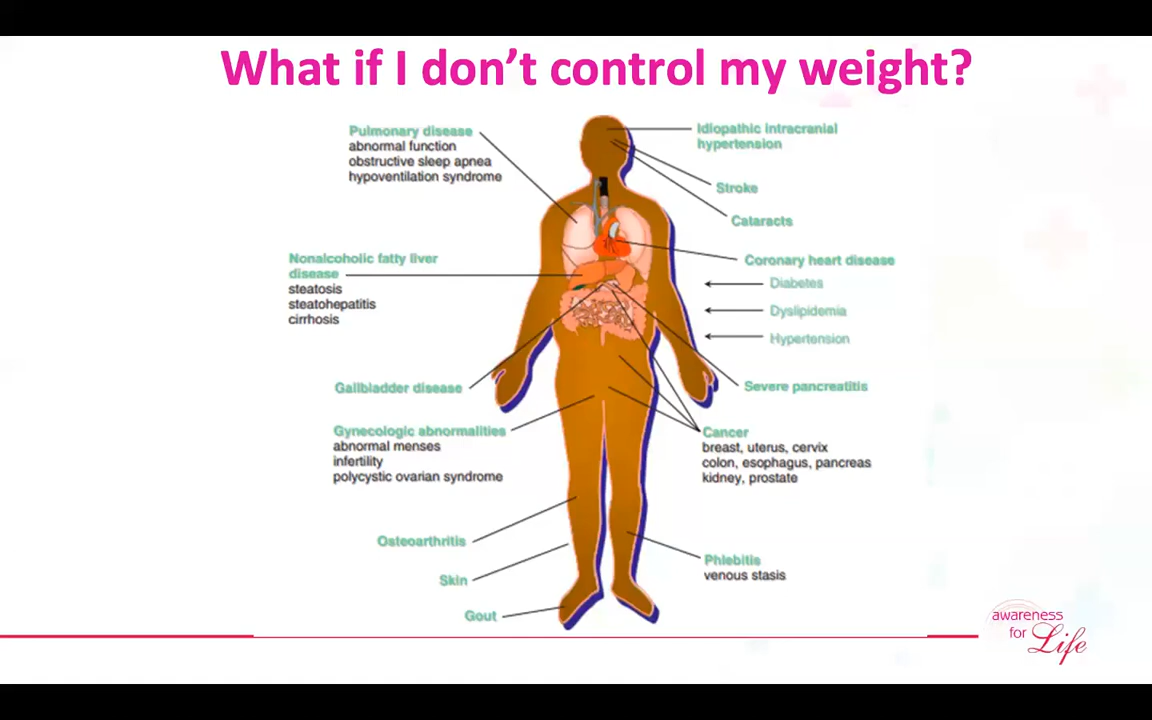 What if I don't control my weight?
Pulmonary disease
abnormal function
obstructive sleep apnea
hypoventilation syndrome
Nonalcoholic fatty liver
disease
steatosis
steatohepatitis
cirrhosis
Gallbladder disease
Gynecologic abnormalities
abnormal menses
infertility
polycystic ovarian syndrome
Osteoarthritis
Skin
Gout
Idiopathic intracranial
hypertension
Stroke
Cataracts
Coronary heart disease
Diabetes
Dyslipidemia
Hypertension
Severe pancreatitis
Cancer
breast, uterus, cervix
colon, esophagus, pancreas
kidney, prostate
Phlebitis
venous stasis
awareness
for
Life